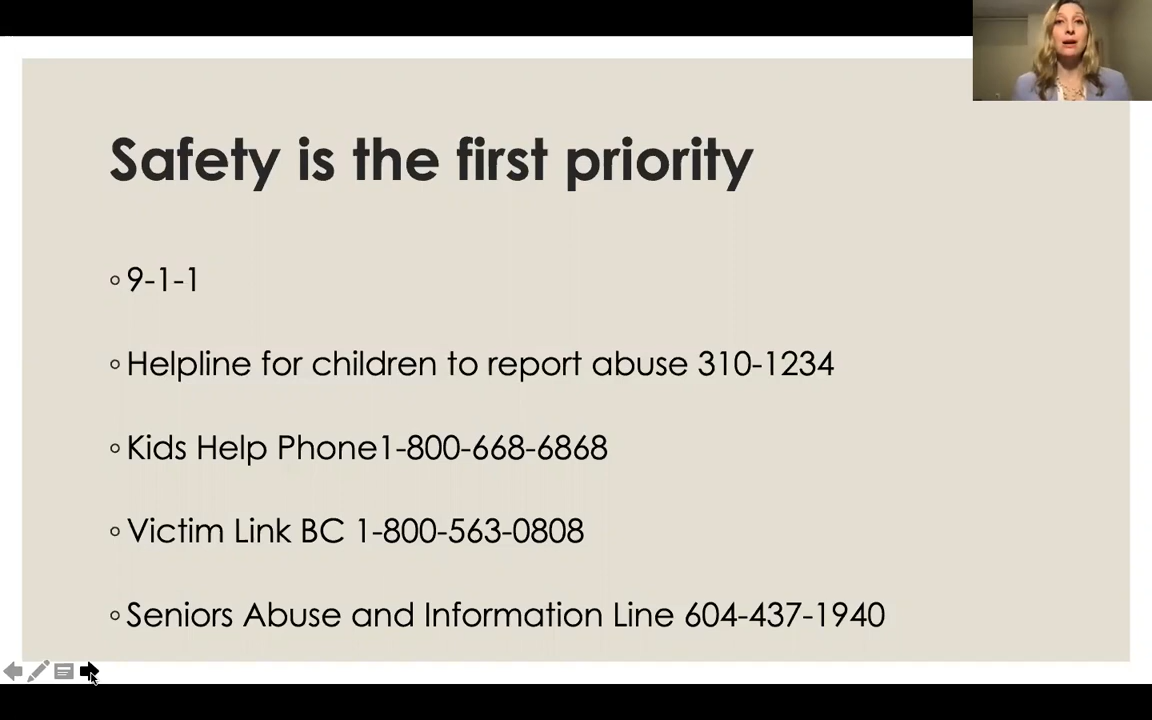 Safety is the first priority
9-1-1
Helpline for children to report abuse 310-1234
Kids Help Phone1-800-668-6868
Victim Link BC 1-800-563-0808
Seniors Abuse and Information Line 604-437-1940